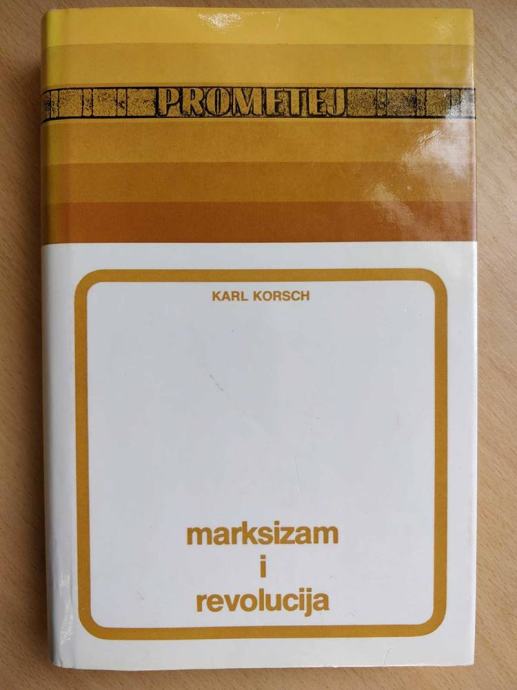 PROMETEJ
KARL KORSCH
marksizam
i
revolucija